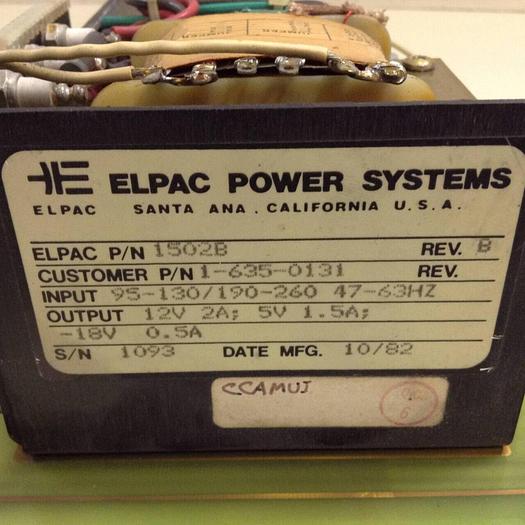 ELPAC POWER SYSTEMS
ELPAC SANTA ANA, CALIFORNIA U.S.A.
ELPAC P/N 1502B REV. B
CUSTOMER P/N 1-635-0131 REV.
INPUT 95-130/190-260 47-63HZ
OUTPUT 12V 2A; 5V 1.5A;
-18V 0.5A
S/N 1093 DATE MFG. 10/82
CCAMUJ
6